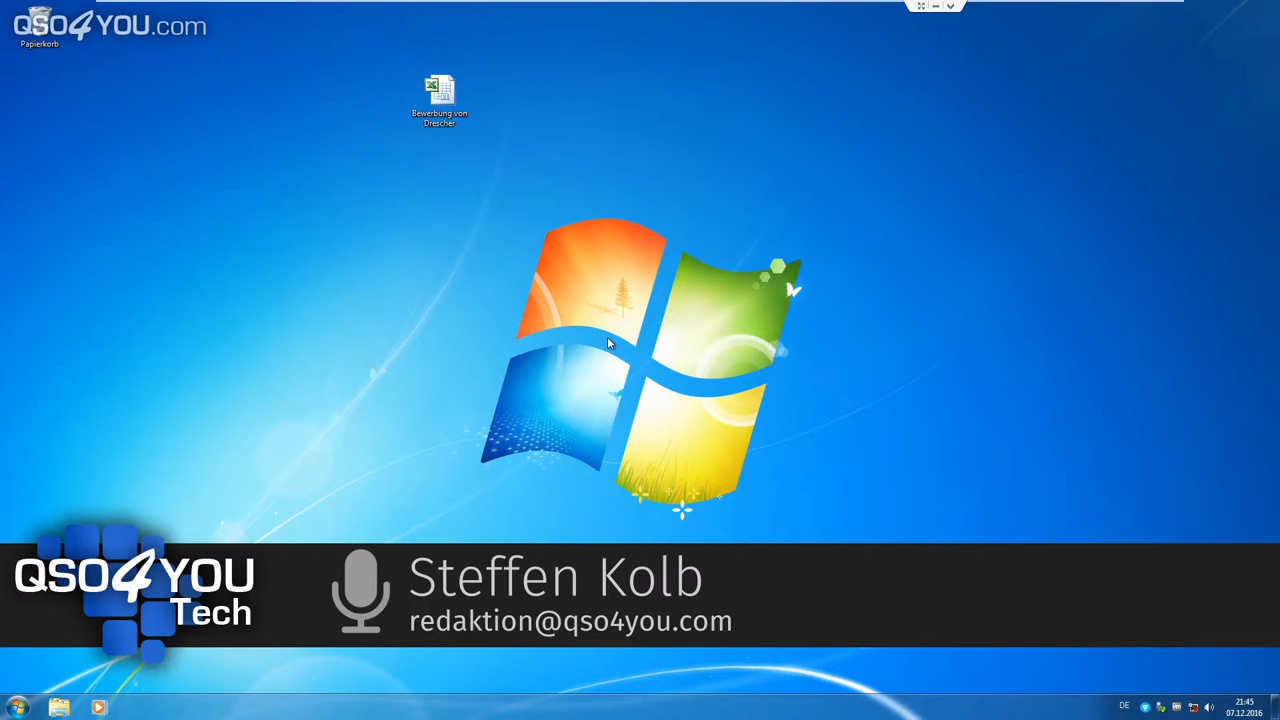 QSO4YOU.com
Papierkorb
Bewerbung von
Drescher
QSO4YOU
Tech
Steffen Kolb
redaktion@qso4you.com
DE
21:45
07.12.2016